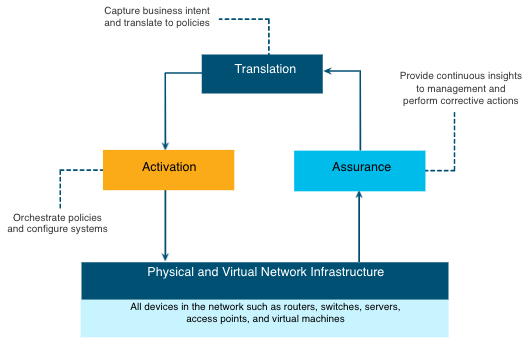 Capture business intent
and translate to policies
Translation
Provide continuous insights
to management and
perform corrective actions
Activation
Assurance
Orchestrate policies
and configure systems
Physical and Virtual Network Infrastructure
All devices in the network such as routers, switches, servers,
access points, and virtual machines